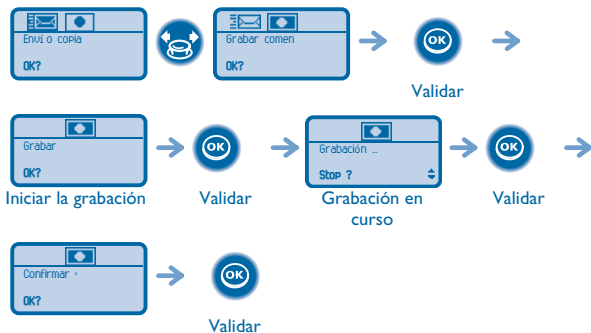 Envío copia
OK?
Grabar comen
OK?
OK
Validar
Grabar
OK?
Iniciar la grabación
OK
Validar
Grabación …
Stop ?
Grabación en
curso
OK
Validar
Confirmar :
OK?
OK
Validar